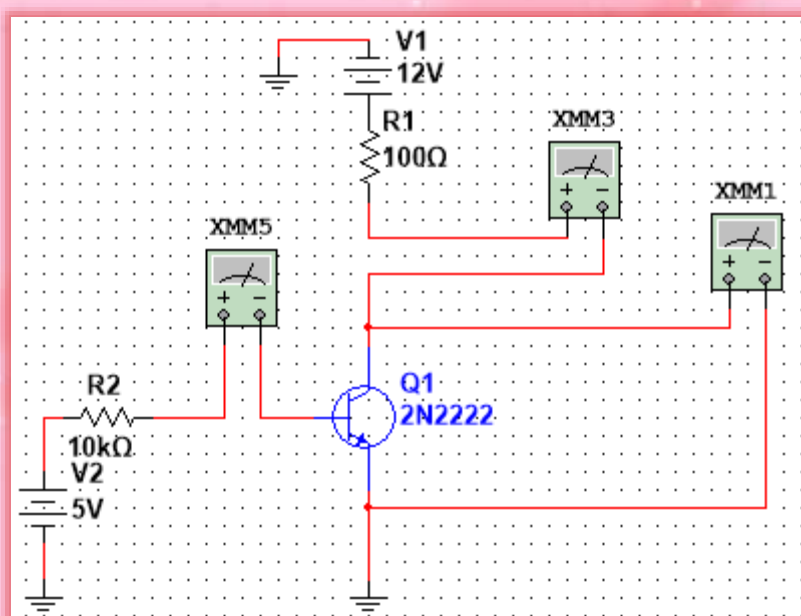 V1
12V
R1
100Ω
XMM3
+ −
XMM1
+ −
XMM5
+ −
Q1
2N2222
R2
10kΩ
V2
5V